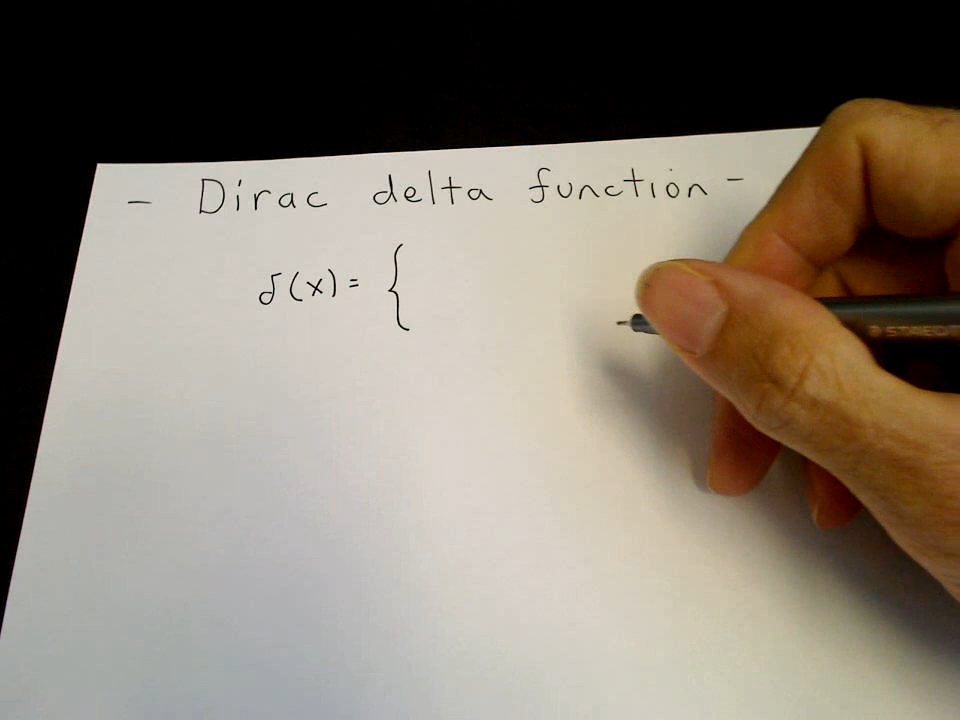 - Dirac delta function -
δ(x) = {